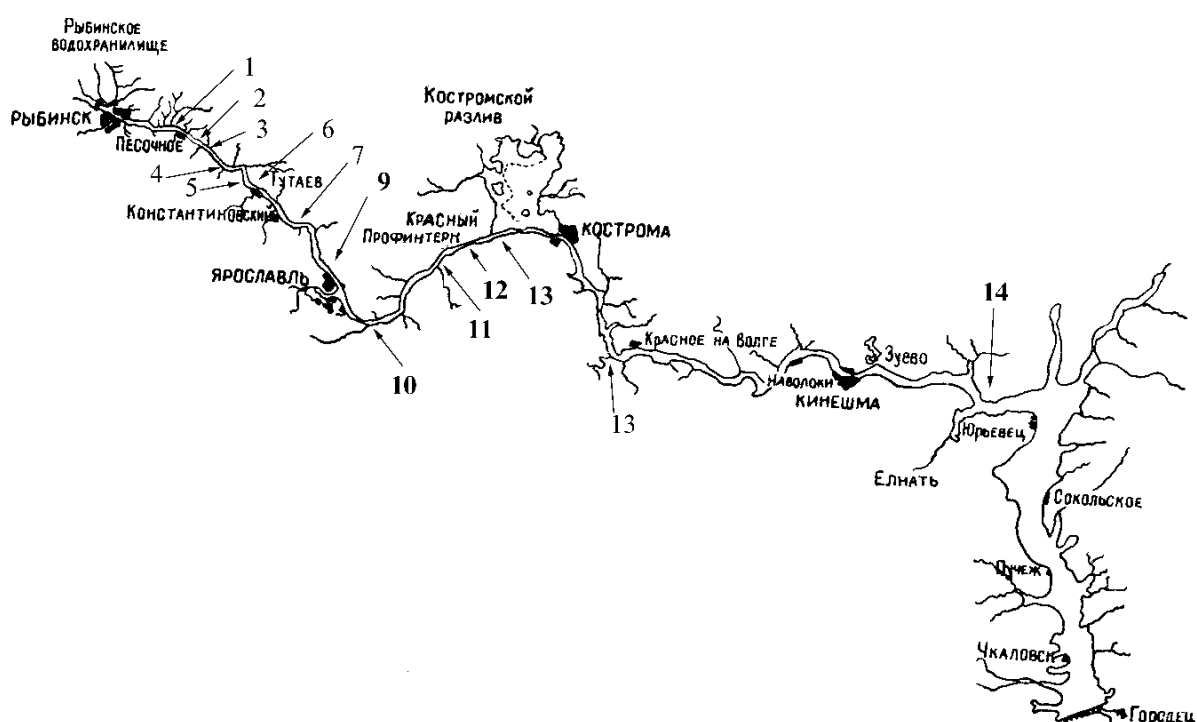 Рыбинское
водохранилище
РЫБИНСК
ПЕСОЧНОЕ
1
2
3
4
5
6
7
ТУТАЕВ
КОНСТАНТИНОВСКИЙ
9
ЯРОСЛАВЛЬ
10
КРАСНЫЙ
ПРОФИНТЕРН
11
12
13
КОСТРОМСКОЙ
РАЗЛИВ
КОСТРОМА
13
КРАСНОЕ НА ВОЛГЕ
НАВОЛОКИ
КИНЕШМА
ЗУЕВО
14
ЮРЬЕВЕЦ
ЕЛНАТЬ
СОКОЛЬСКОЕ
ПУЧЕЖ
ЧКАЛОВСК
ГОРОДЕЦ